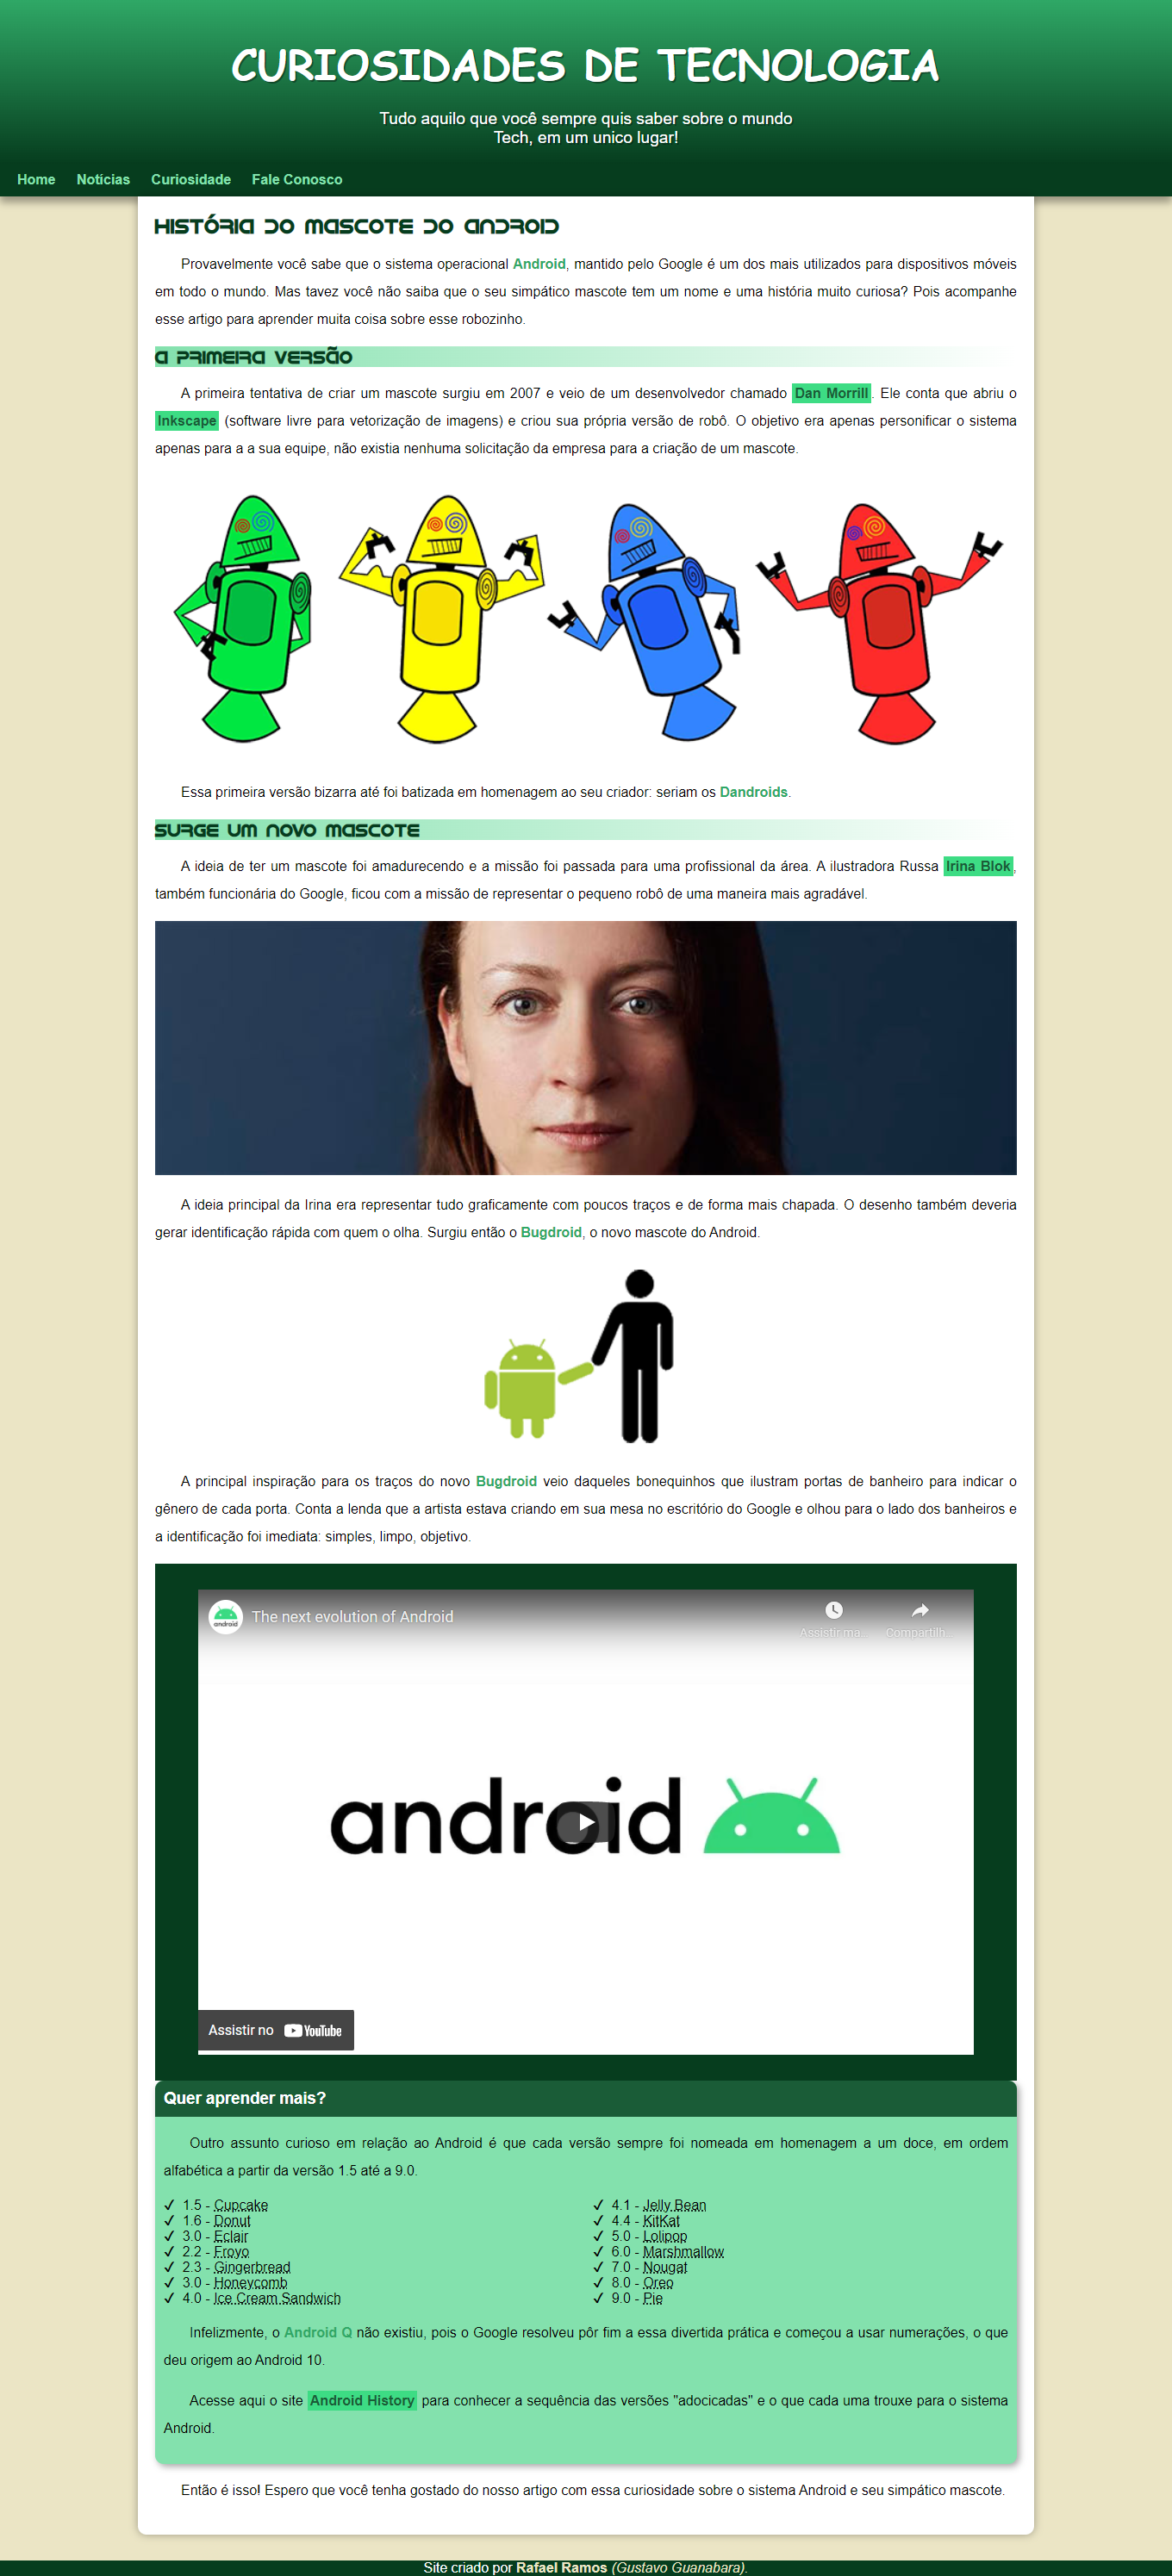 CURIOSIDADES DE TECNOLOGIA
Tudo aquilo que você sempre quis saber sobre o mundo
Tech, em um unico lugar!
Home Notícias Curiosidade Fale Conosco
HISTÓRIA DO MASCOTE DO ANDROID
Provavelmente você sabe que o sistema operacional Android, mantido pelo Google é um dos mais utilizados para dispositivos móveis
em todo o mundo. Mas tavez você não saiba que o seu simpático mascote tem um nome e uma história muito curiosa? Pois acompanhe
esse artigo para aprender muita coisa sobre esse robozinho.
A PRIMEIRA VERSÃO
A primeira tentativa de criar um mascote surgiu em 2007 e veio de um desenvolvedor chamado Dan Morrill. Ele conta que abriu o
Inkscape (software livre para vetorização de imagens) e criou sua própria versão de robô. O objetivo era apenas personificar o sistema
apenas para a a sua equipe, não existia nenhuma solicitação da empresa para a criação de um mascote.
Essa primeira versão bizarra até foi batizada em homenagem ao seu criador: seriam os Dandroids.
SURGE UM NOVO MASCOTE
A ideia de ter um mascote foi amadurecendo e a missão foi passada para uma profissional da área. A ilustradora Russa Irina Blok,
também funcionária do Google, ficou com a missão de representar o pequeno robô de uma maneira mais agradável.
A ideia principal da Irina era representar tudo graficamente com poucos traços e de forma mais chapada. O desenho também deveria
gerar identificação rápida com quem o olha. Surgiu então o Bugdroid, o novo mascote do Android.
A principal inspiração para os traços do novo Bugdroid veio daqueles bonequinhos que ilustram portas de banheiro para indicar o
gênero de cada porta. Conta a lenda que a artista estava criando em sua mesa no escritório do Google e olhou para o lado dos banheiros e
a identificação foi imediata: simples, limpo, objetivo.
android
The next evolution of Android
Assistir ma...
Compartilh...
android
Assistir no YouTube
Quer aprender mais?
Outro assunto curioso em relação ao Android é que cada versão sempre foi nomeada em homenagem a um doce, em ordem
alfabética a partir da versão 1.5 até a 9.0.
✓ 1.5 - Cupcake
✓ 1.6 - Donut
✓ 3.0 - Eclair
✓ 2.2 - Froyo
✓ 2.3 - Gingerbread
✓ 3.0 - Honeycomb
✓ 4.0 - Ice Cream Sandwich
✓ 4.1 - Jelly Bean
✓ 4.4 - KitKat
✓ 5.0 - Lolipop
✓ 6.0 - Marshmallow
✓ 7.0 - Nougat
✓ 8.0 - Oreo
✓ 9.0 - Pie
Infelizmente, o Android Q não existiu, pois o Google resolveu pôr fim a essa divertida prática e começou a usar numerações, o que
deu origem ao Android 10.
Acesse aqui o site Android History para conhecer a sequência das versões "adocicadas" e o que cada uma trouxe para o sistema
Android.
Então é isso! Espero que você tenha gostado do nosso artigo com essa curiosidade sobre o sistema Android e seu simpático mascote.
Site criado por Rafael Ramos (Gustavo Guanabara).